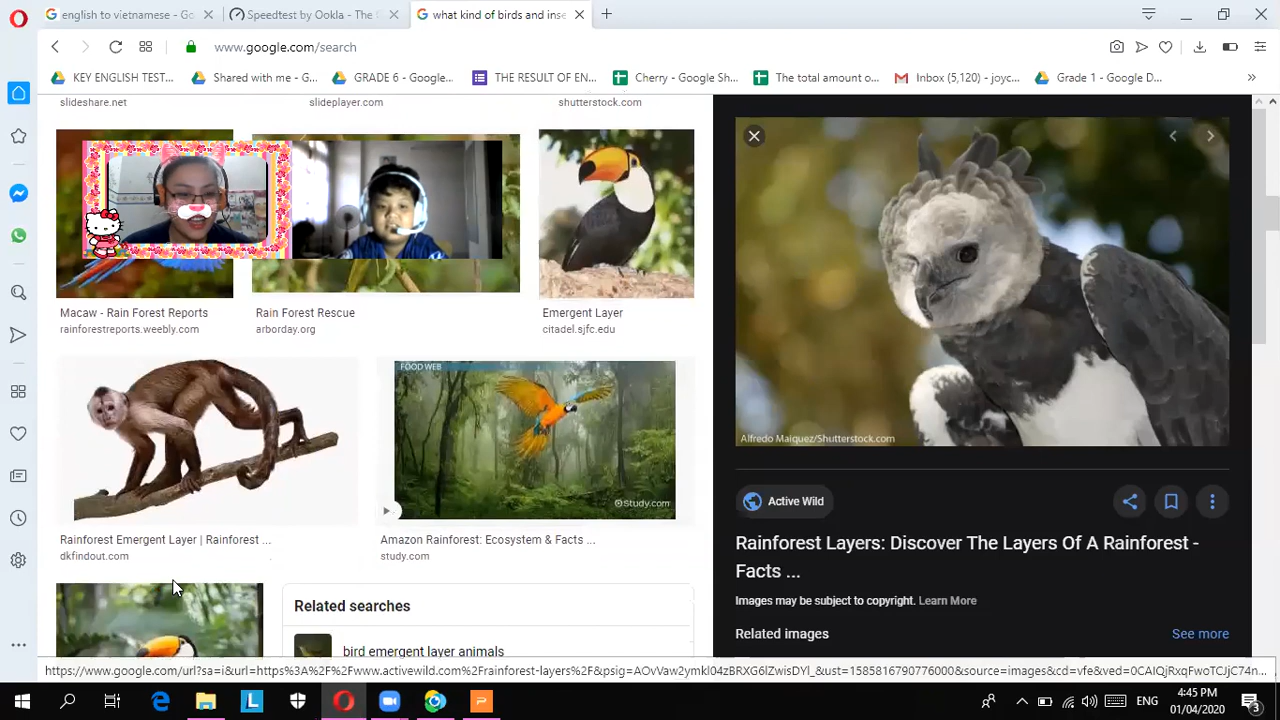 english to vietnamese - Go
Speedtest by Ookla - The
what kind of birds and inse
www.google.com/search
KEY ENGLISH TEST...
Shared with me - G...
GRADE 6 - Google...
THE RESULT OF EN...
Cherry - Google Sh...
The total amount o...
Inbox (5,120) - joyc...
Grade 1 - Google D...
slideshare.net
slideplayer.com
shutterstock.com
Macaw - Rain Forest Reports
rainforestreports.weebly.com
Rain Forest Rescue
arborday.org
Emergent Layer
citadel.sjfc.edu
Alfredo Maiquez/Shutterstock.com
FOOD WEB
Study.com
Active Wild
Rainforest Emergent Layer | Rainforest ...
dkfindout.com
Amazon Rainforest: Ecosystem & Facts ...
study.com
Rainforest Layers: Discover The Layers Of A Rainforest -
Facts ...
Images may be subject to copyright. Learn More
Related searches
bird emergent layer animals
Related images
See more
https://www.google.com/url?sa=i&url=https%3A%2F%2Fwww.activewild.com%2Frainforest-layers%2F&psig=AOvVaw2ymkl04zBRXG6lZwisDYl_&ust=1585816790776000&source=images&cd=vfe&ved=0CAIQjRxqFwoTCJC74n...
ENG
4:45 PM
01/04/2020
3